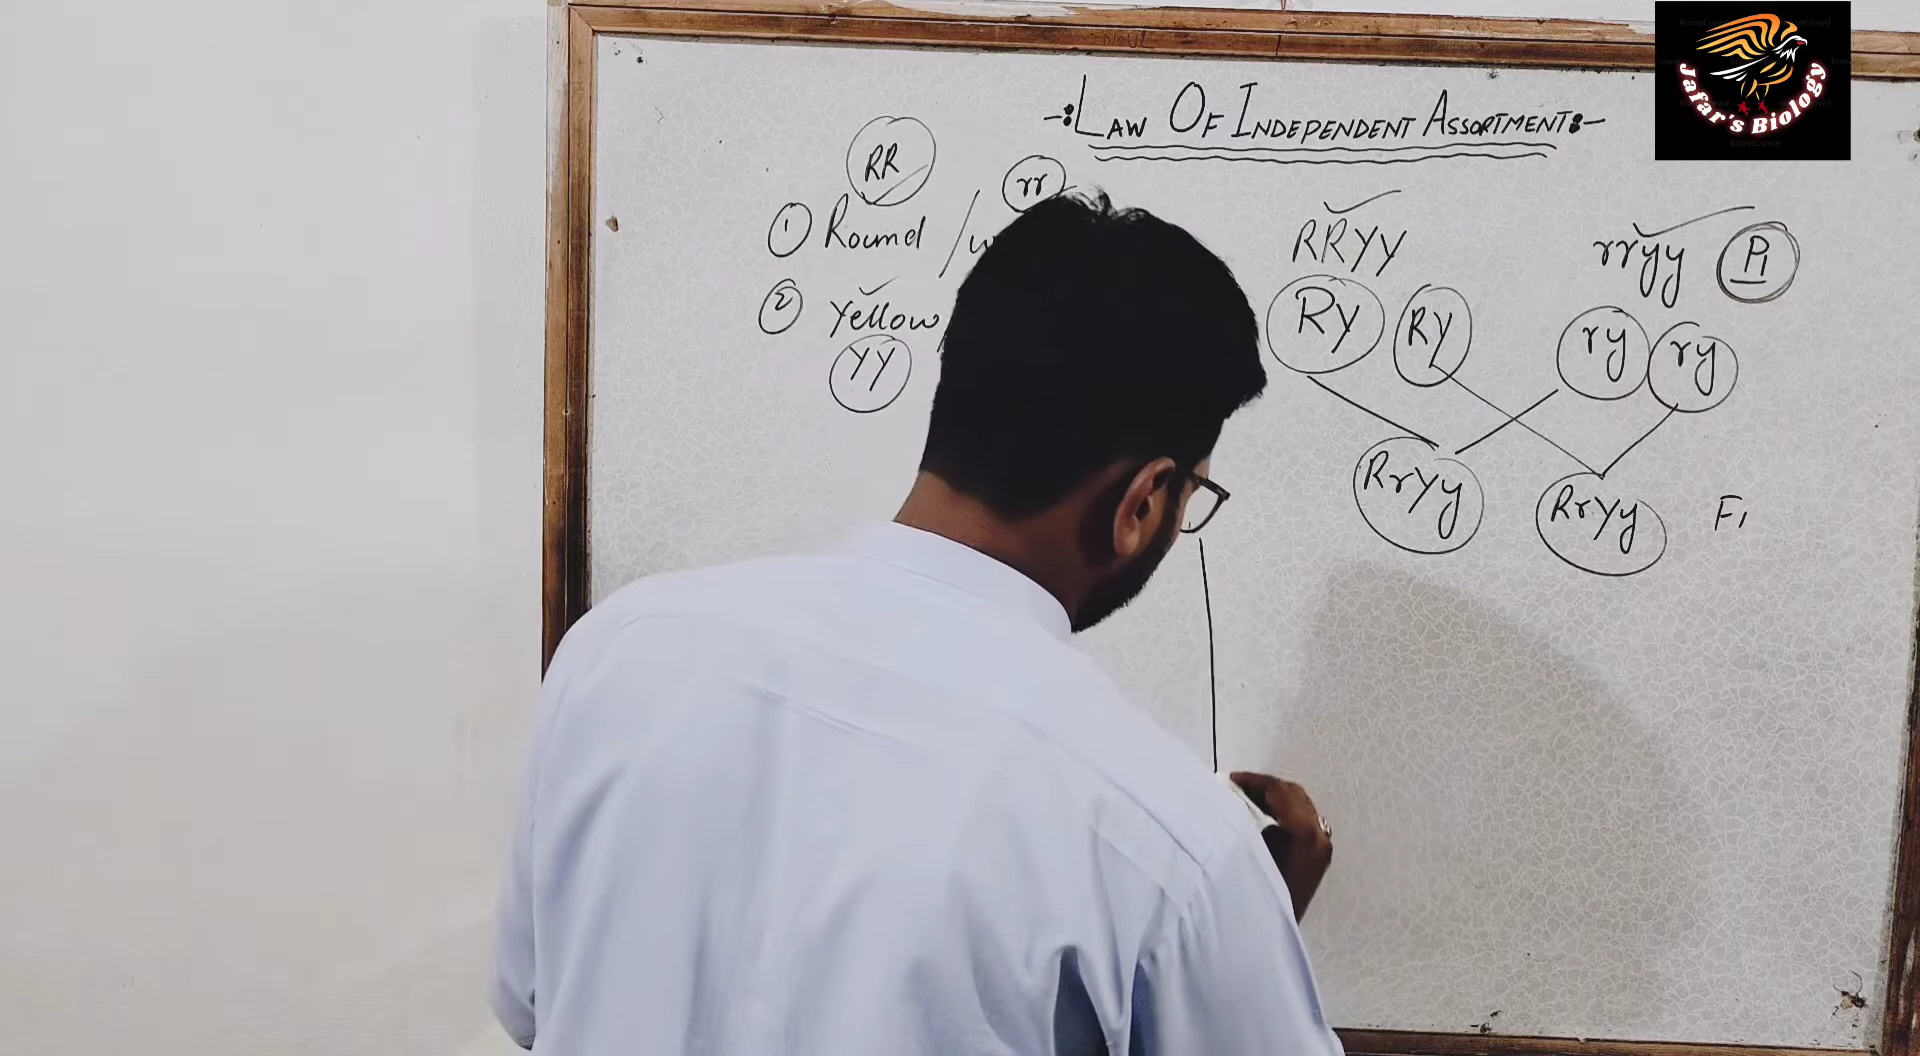 -:LAW OF INDEPENDENT ASSORTMENT:-
RR
rr
① Round /
② Yellow
YY
RRYY
rryy P1
RY RY ry ry
RrYy RrYy F1
Jafar's Biology